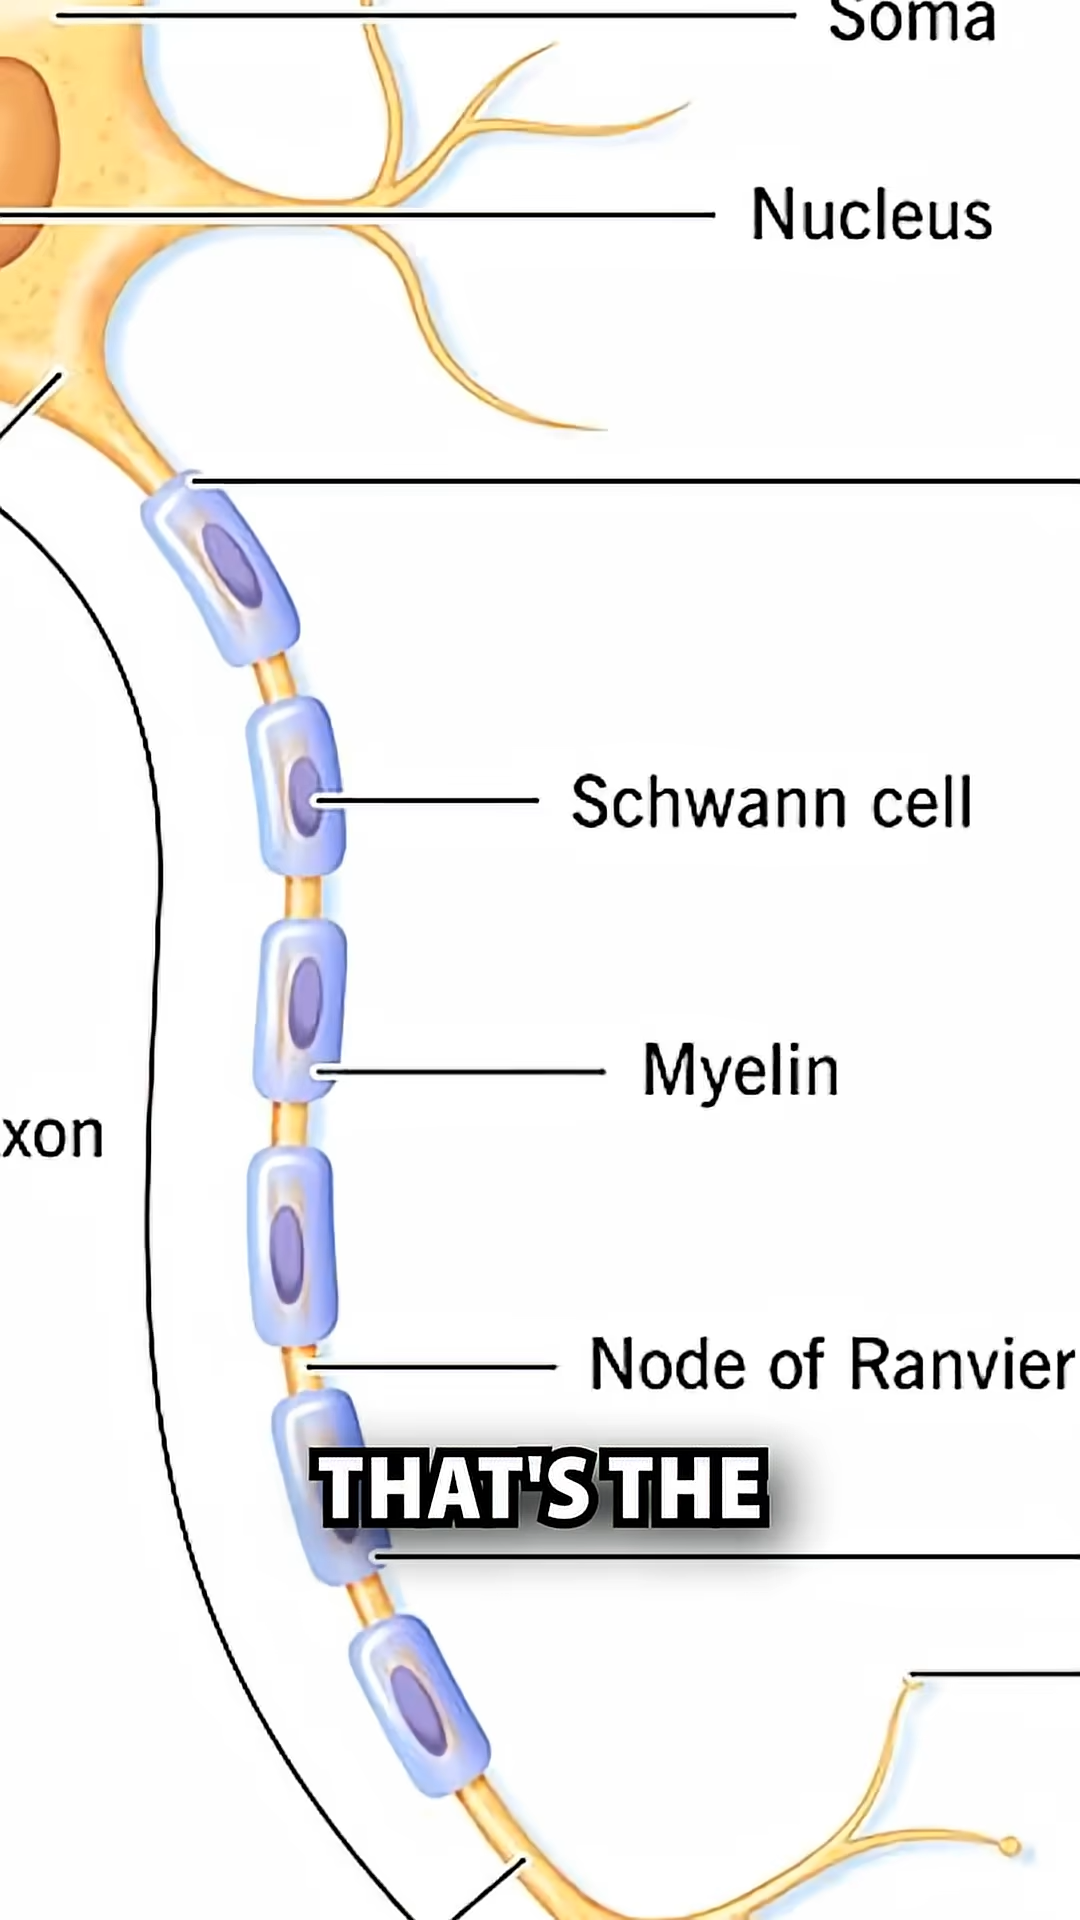 Soma
Nucleus
Schwann cell
Myelin
xon
Node of Ranvier
THAT'S THE